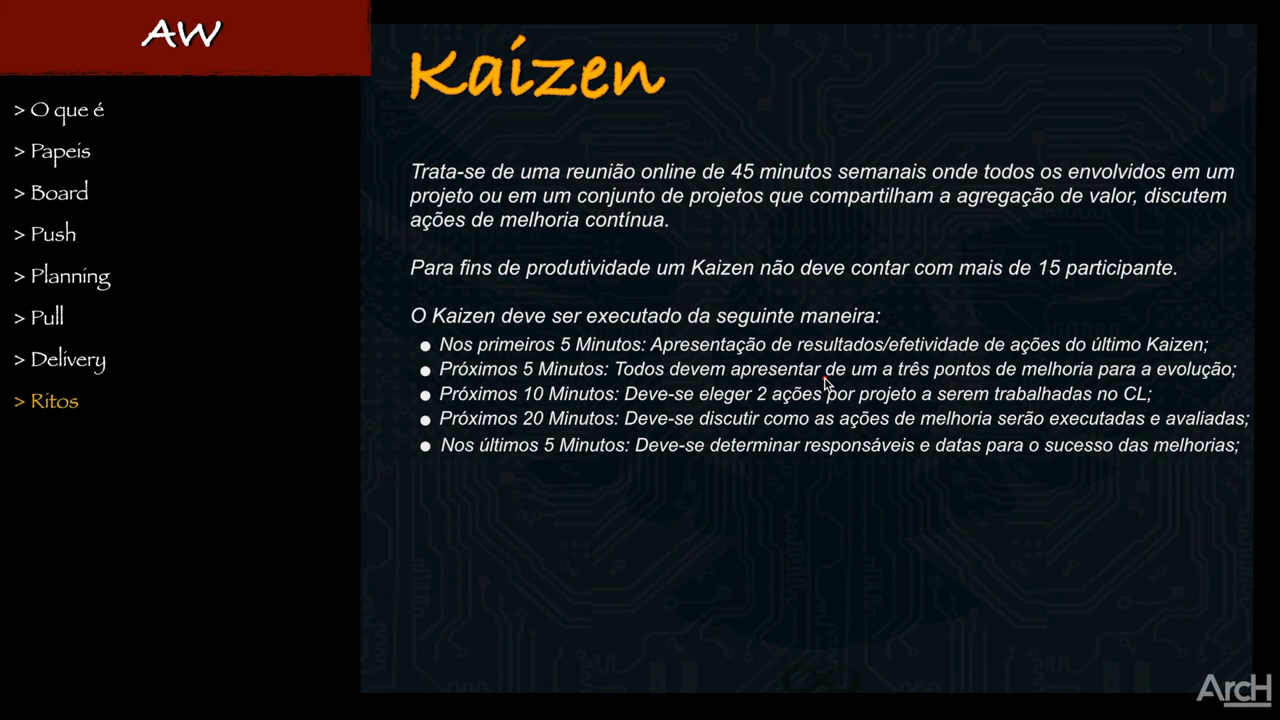 AW
> O que é
> Papeis
> Board
> Push
> Planning
> Pull
> Delivery
> Ritos
Kaizen
Trata-se de uma reunião online de 45 minutos semanais onde todos os envolvidos em um
projeto ou em um conjunto de projetos que compartilham a agregação de valor, discutem
ações de melhoria contínua.
Para fins de produtividade um Kaizen não deve contar com mais de 15 participante.
O Kaizen deve ser executado da seguinte maneira:
● Nos primeiros 5 Minutos: Apresentação de resultados/efetividade de ações do último Kaizen;
● Próximos 5 Minutos: Todos devem apresentar de um a três pontos de melhoria para a evolução;
● Próximos 10 Minutos: Deve-se eleger 2 ações por projeto a serem trabalhadas no CL;
● Próximos 20 Minutos: Deve-se discutir como as ações de melhoria serão executadas e avaliadas;
● Nos últimos 5 Minutos: Deve-se determinar responsáveis e datas para o sucesso das melhorias;
ArcH